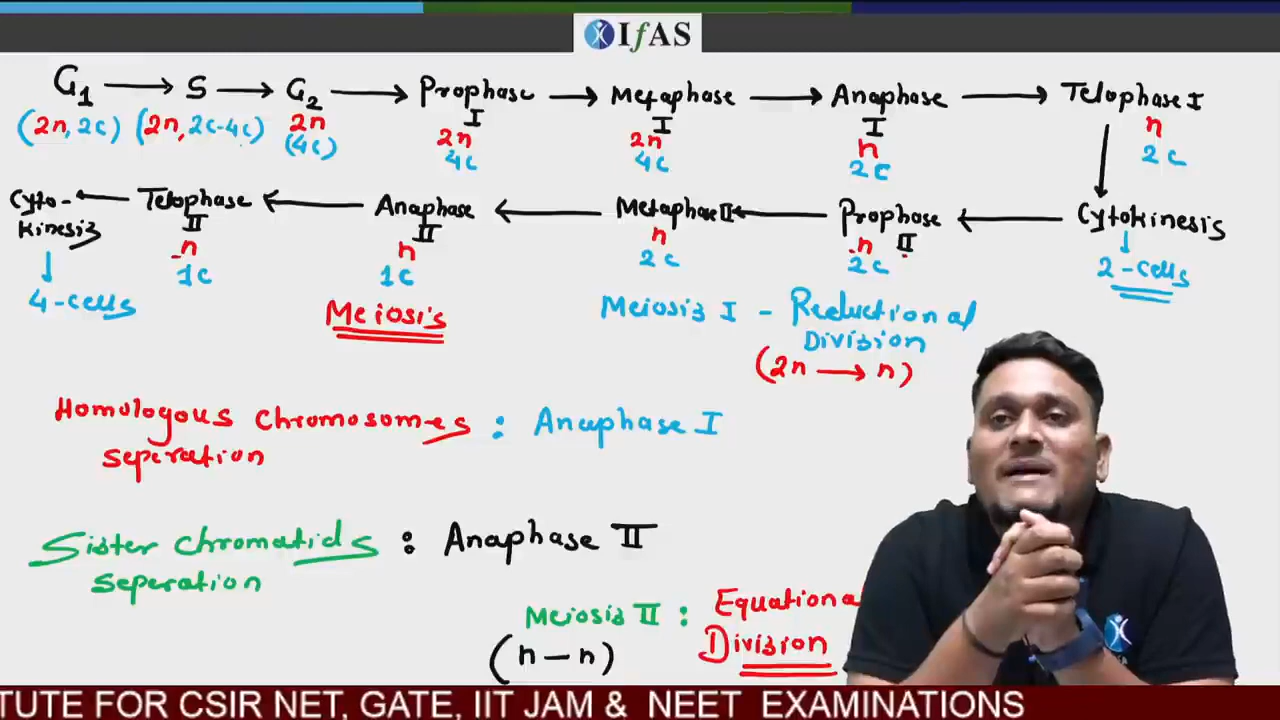 IfAS
G₁ → S → G₂ → Prophase I → Metaphase I → Anaphase I → Telophase I
(2n, 2c) (2n, 2c-4c) 2n (4c) 2n 4c 2n 4c n 2c n 2c
Cyto-kinesis ← Telophase II ← Anaphase II ← Metaphase II ← Prophase II ← Cytokinesis
↓ 4-cells n 1c n 1c n 2c n 2c ↓ 2-cells
Meiosis
Meiosis I - Reductional
Division
(2n → n)
Homologous chromosomes : Anaphase I
seperation
Sister chromatids : Anaphase II
seperation
Meiosis II : Equationa
Division
(n - n)
TUTE FOR CSIR NET, GATE, IIT JAM & NEET EXAMINATIONS